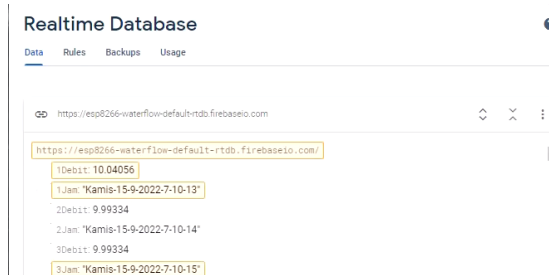 Realtime Database
Data Rules Backups Usage
https://esp8266-waterflow-default-rtdb.firebaseio.com
https://esp8266-waterflow-default-rtdb.firebaseio.com/
1Debit: 10.04056
1Jam: "Kamis-15-9-2022-7-10-13"
2Debit: 9.99334
2Jam: "Kamis-15-9-2022-7-10-14"
3Debit: 9.99334
3Jam: "Kamis-15-9-2022-7-10-15"